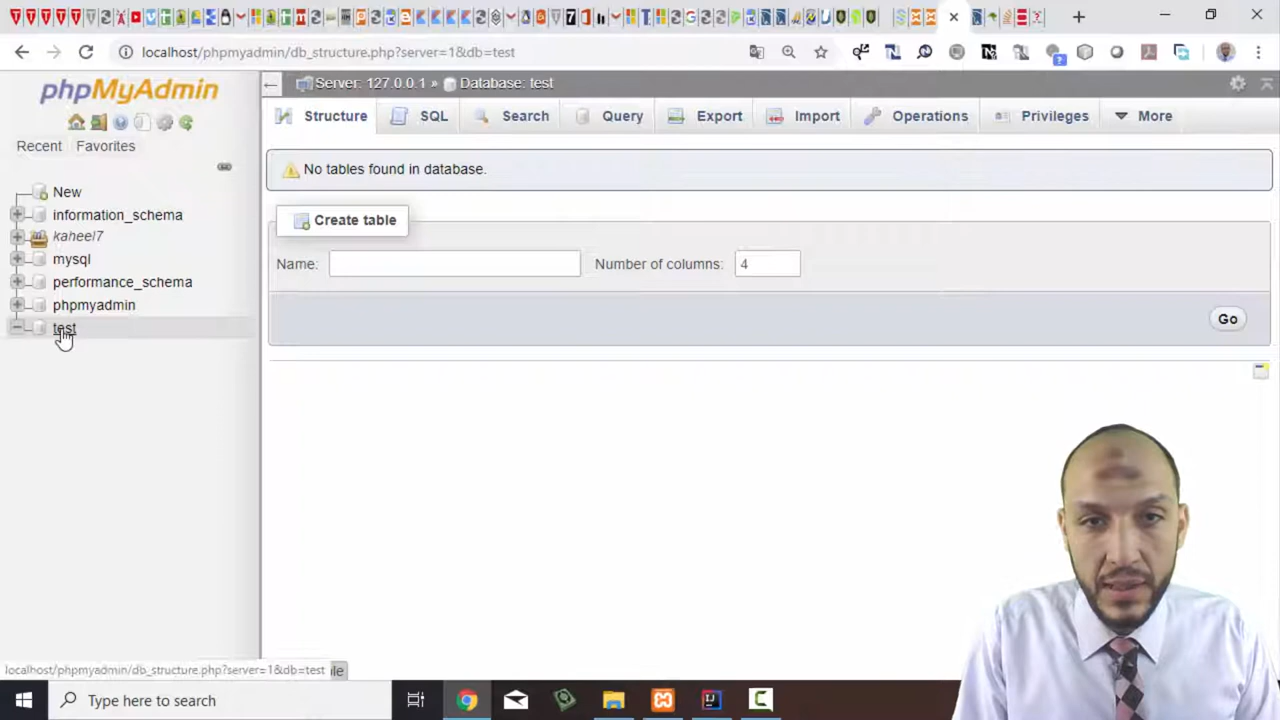 localhost/phpmyadmin/db_structure.php?server=1&db=test
phpMyAdmin
Server: 127.0.0.1 » Database: test
Structure SQL Search Query Export Import Operations Privileges More
Recent Favorites
No tables found in database.
New
information_schema
kaheel7
mysql
performance_schema
phpmyadmin
test
Create table
Name: Number of columns: 4
Go
localhost/phpmyadmin/db_structure.php?server=1&db=test
Type here to search